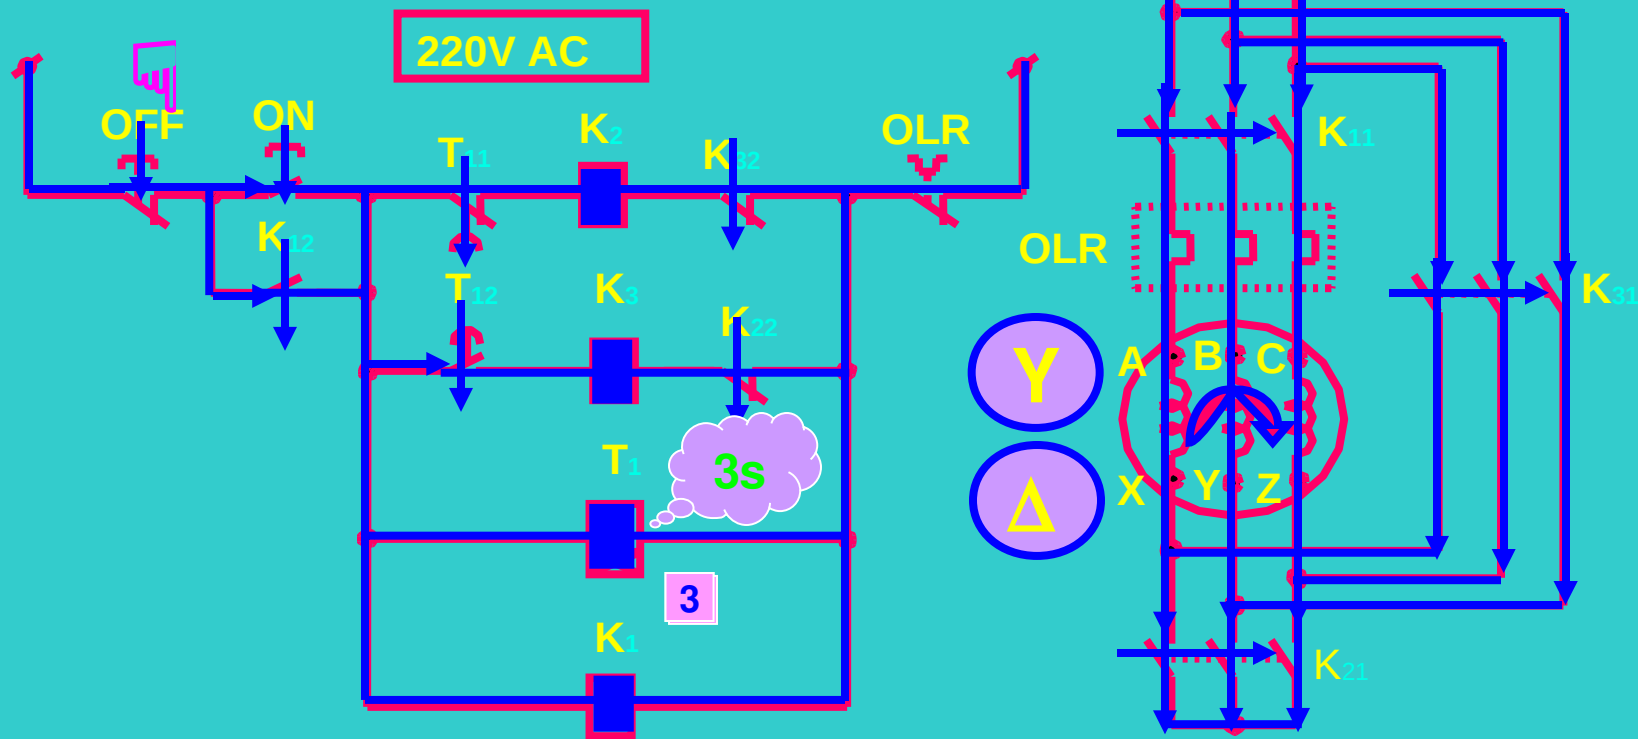 220V AC
OFF
ON
T11
K2
K32
OLR
K11
K12
T12
K3
K22
OLR
K31
Y
A
B
C
T1
3s
Δ
X
Y
Z
3
K1
K21